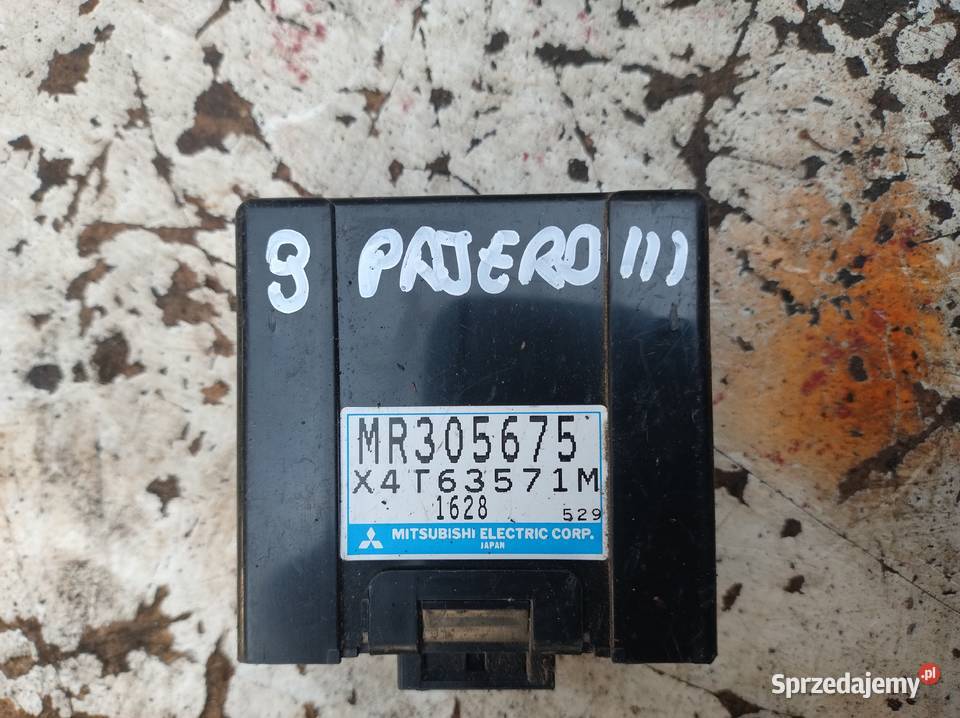 9 PAJERO III
MR305675
X4T63571M
1628 529
MITSUBISHI ELECTRIC CORP.
JAPAN
Sprzedajemy.pl